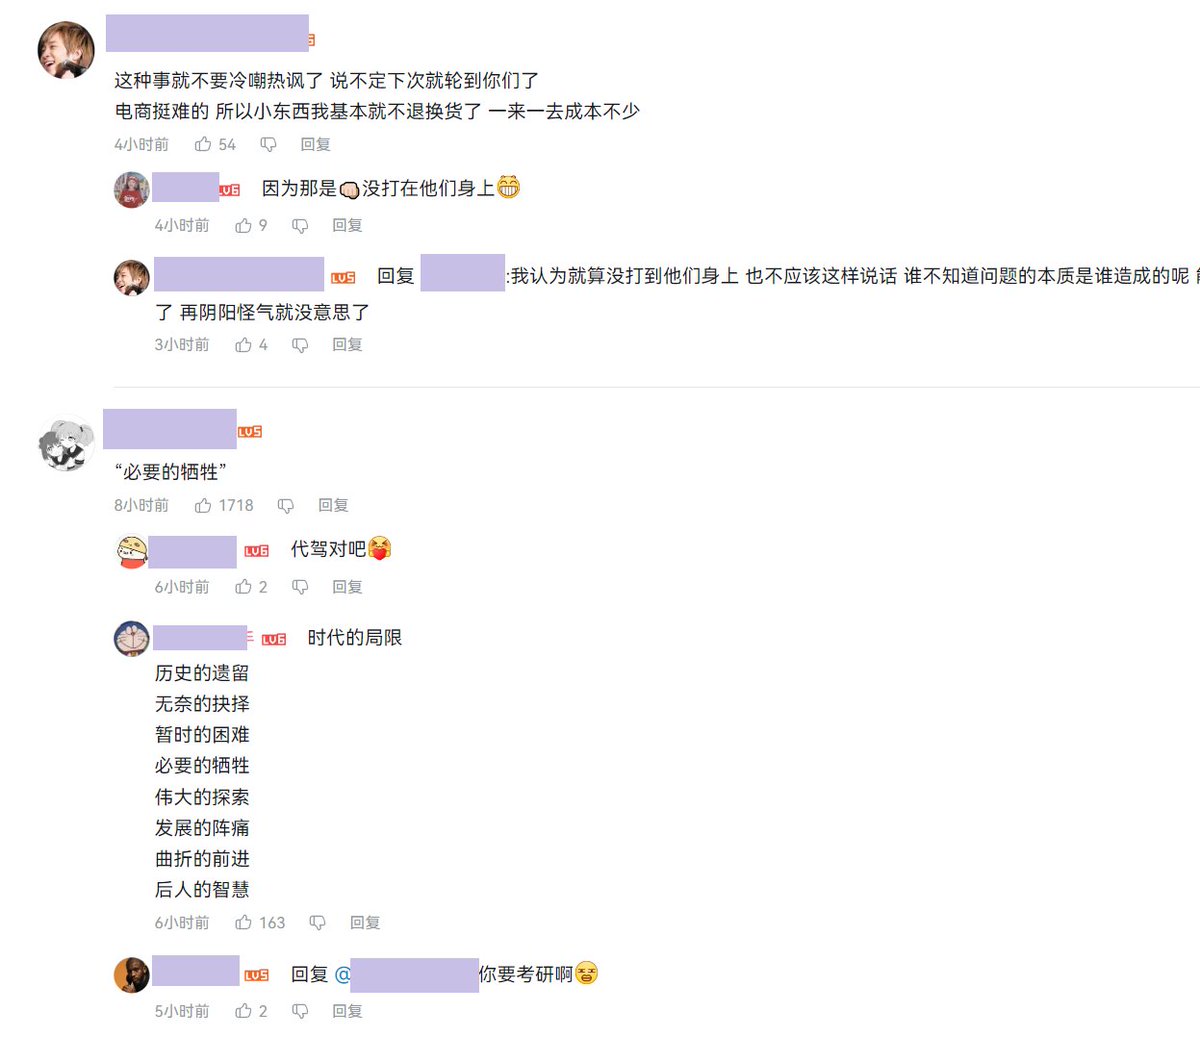 这种事就不要冷嘲热讽了 说不定下次就轮到你们了
电商挺难的 所以小东西我基本就不退换货了 一来一去成本不少
4小时前 54 回复
LV6 因为那是👊没打在他们身上😁
4小时前 9 回复
LV5 回复 :我认为就算没打到他们身上 也不应该这样说话 谁不知道问题的本质是谁造成的呢
了 再阴阳怪气就没意思了
3小时前 4 回复
LV5
“必要的牺牲”
8小时前 1718 回复
LV6 代驾对吧
6小时前 2 回复
LV6 时代的局限
历史的遗留
无奈的抉择
暂时的困难
必要的牺牲
伟大的探索
发展的阵痛
曲折的前进
后人的智慧
6小时前 163 回复
LV5 回复 @ 你要考研啊
5小时前 2 回复